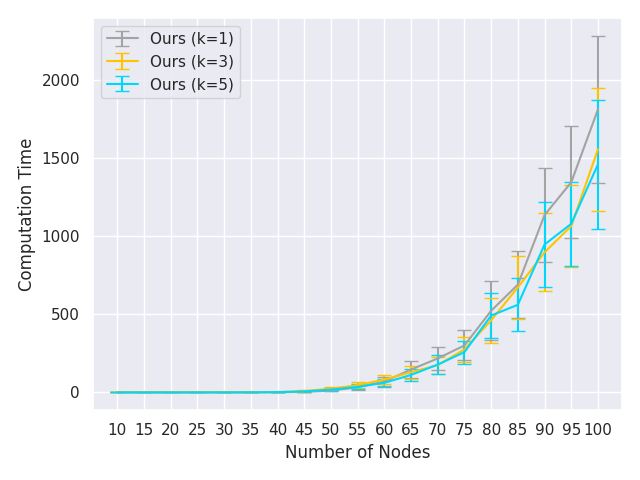 Ours (k=1)
Ours (k=3)
Ours (k=5)
Computation Time
2000
1500
1000
500
0
10 15 20 25 30 35 40 45 50 55 60 65 70 75 80 85 90 95 100
Number of Nodes